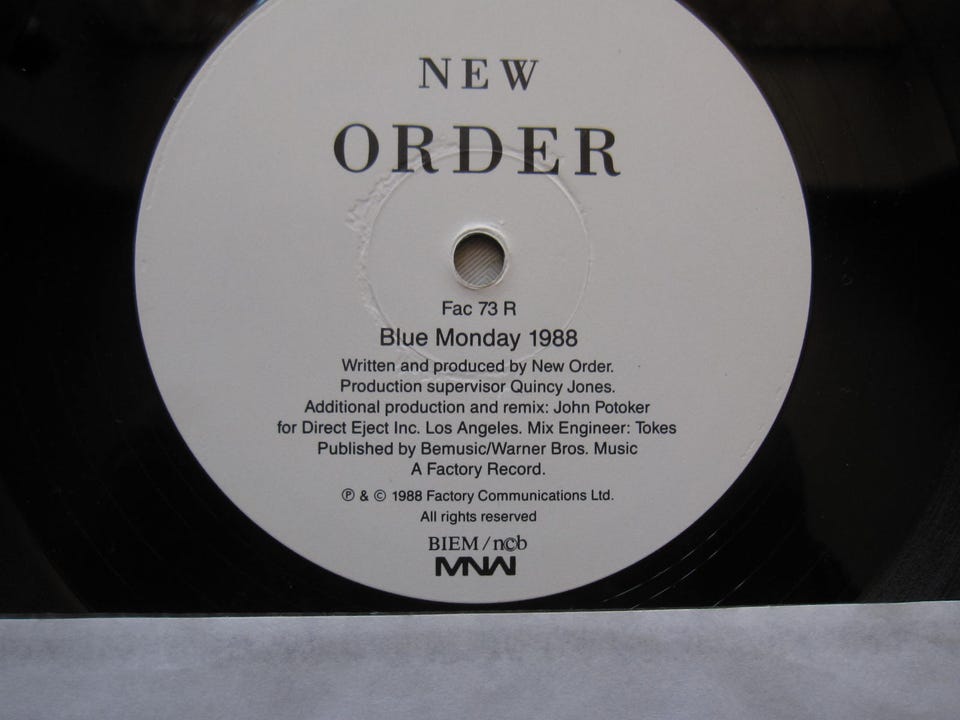 NEW
ORDER
Fac 73 R
Blue Monday 1988
Written and produced by New Order.
Production supervisor Quincy Jones.
Additional production and remix: John Potoker
for Direct Eject Inc. Los Angeles. Mix Engineer: Tokes
Published by Bemusic/Warner Bros. Music
A Factory Record.
℗ & © 1988 Factory Communications Ltd.
All rights reserved
BIEM/ncb
MNW